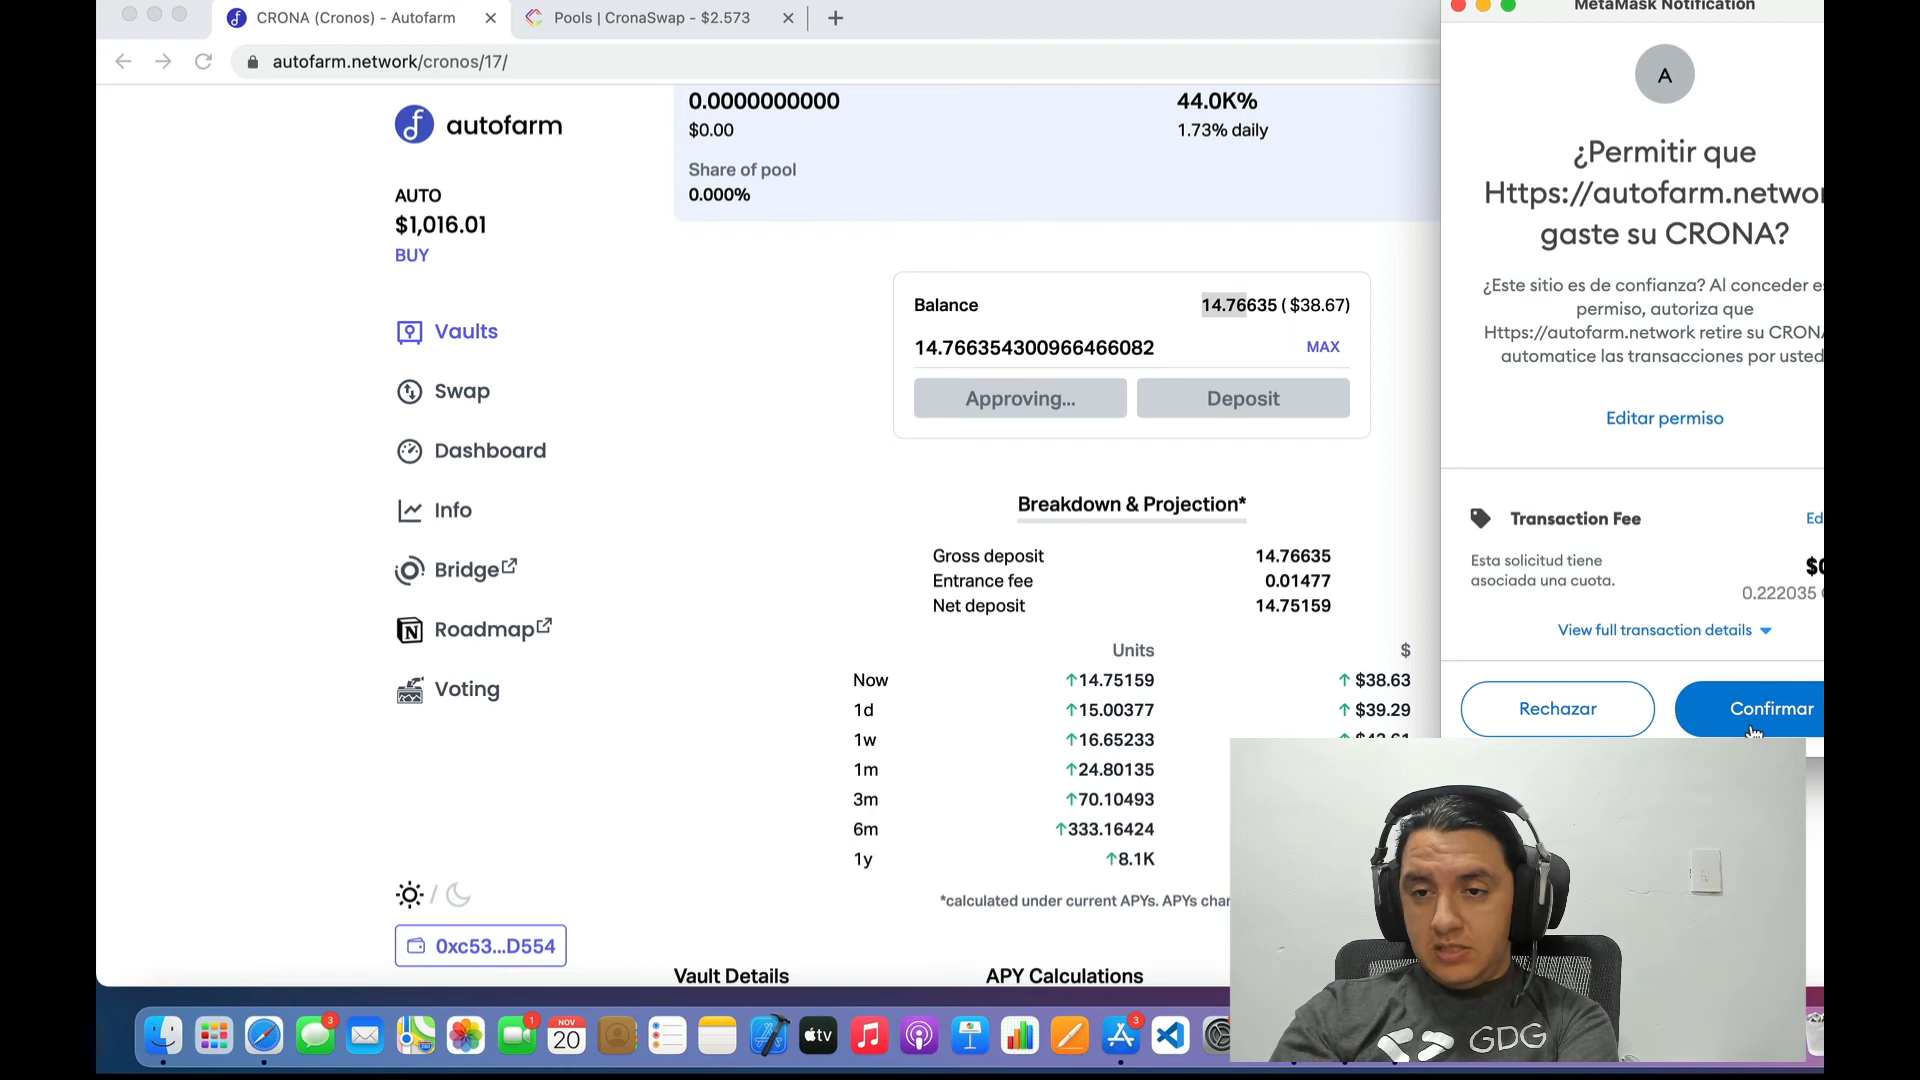 CRONA (Cronos) - Autofarm
Pools | CronaSwap - $2.573
autofarm.network/cronos/17/
autofarm
AUTO
$1,016.01
BUY
Vaults
Swap
Dashboard
Info
Bridge
Roadmap
Voting
/
0xc53...D554
0.0000000000
$0.00
44.0K%
1.73% daily
Share of pool
0.000%
Balance
14.76635 ( $38.67)
14.766354300966466082
MAX
Approving...
Deposit
Breakdown & Projection*
Gross deposit 14.76635
Entrance fee 0.01477
Net deposit 14.75159
Units $
Now 14.75159 $38.63
1d 15.00377 $39.29
1w 16.65233
1m 24.80135
3m 70.10493
6m 333.16424
1y 8.1K
*calculated under current APYs. APYs
Vault Details
APY Calculations
MetaMask Notification
A
¿Permitir que
Https://autofarm.networ
gaste su CRONA?
¿Este sitio es de confianza? Al conceder
permiso, autoriza que
Https://autofarm.network retire su CRONA
automatice las transacciones por usted
Editar permiso
Transaction Fee
Ed
Esta solicitud tiene
asociada una cuota.
0.222035
View full transaction details
Rechazar
Confirmar
3
1
NOV
20
tv
3
GDG